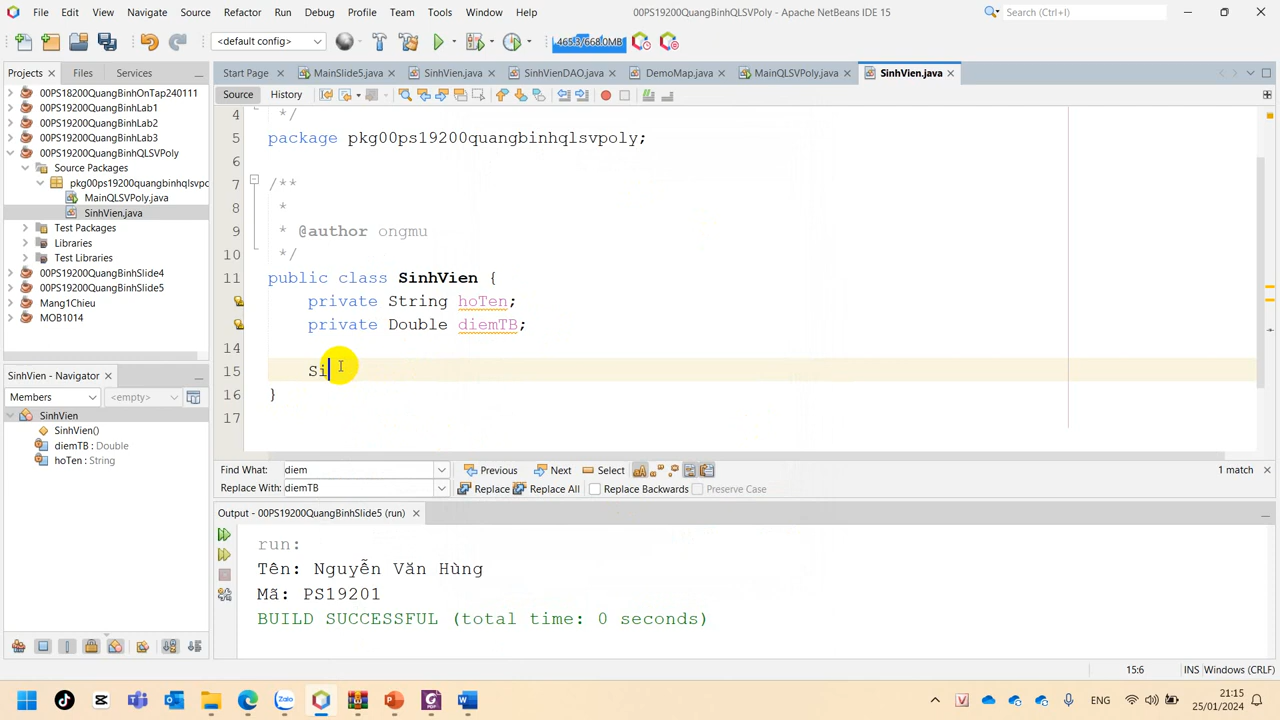 File Edit View Navigate Source Refactor Run Debug Profile Team Tools Window Help 00PS19200QuangBinhQLSVPoly - Apache NetBeans IDE 15 Search (Ctrl+I)
<default config> 465.3/668.0MB
Projects Files Services Start Page MainSlide5.java SinhVien.java SinhVienDAO.java DemoMap.java MainQLSVPoly.java SinhVien.java
Source History
00PS18200QuangBinhOnTap240111
00PS19200QuangBinhLab1
00PS19200QuangBinhLab2
00PS19200QuangBinhLab3
00PS19200QuangBinhQLSVPoly
Source Packages
pkg00ps19200quangbinhqlsvpo
MainQLSVPoly.java
SinhVien.java
Test Packages
Libraries
Test Libraries
00PS19200QuangBinhSlide4
00PS19200QuangBinhSlide5
Mang1Chieu
MOB1014
4 */
5 package pkg00ps19200quangbinhqlsvpoly;
6
7 /**
8 *
9 * @author ongmu
10 */
11 public class SinhVien {
private String hoTen;
private Double diemTB;
14
15 Si
16 }
17
SinhVien - Navigator
Members <empty>
SinhVien
SinhVien()
diemTB : Double
hoTen : String
Find What: diem Previous Next Select 1 match
Replace With: diemTB Replace Replace All Replace Backwards Preserve Case
Output - 00PS19200QuangBinhSlide5 (run)
run:
Tên: Nguyễn Văn Hùng
Mã: PS19201
BUILD SUCCESSFUL (total time: 0 seconds)
15:6 INS Windows (CRLF)
Zalo ENG 21:15
25/01/2024